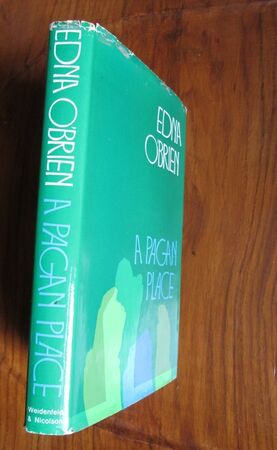 EDNA O'BRIEN A PAGAN PLACE
Weidenfeld
& Nicolson
EDNA
O'BRIEN
A PAGAN
PLACE